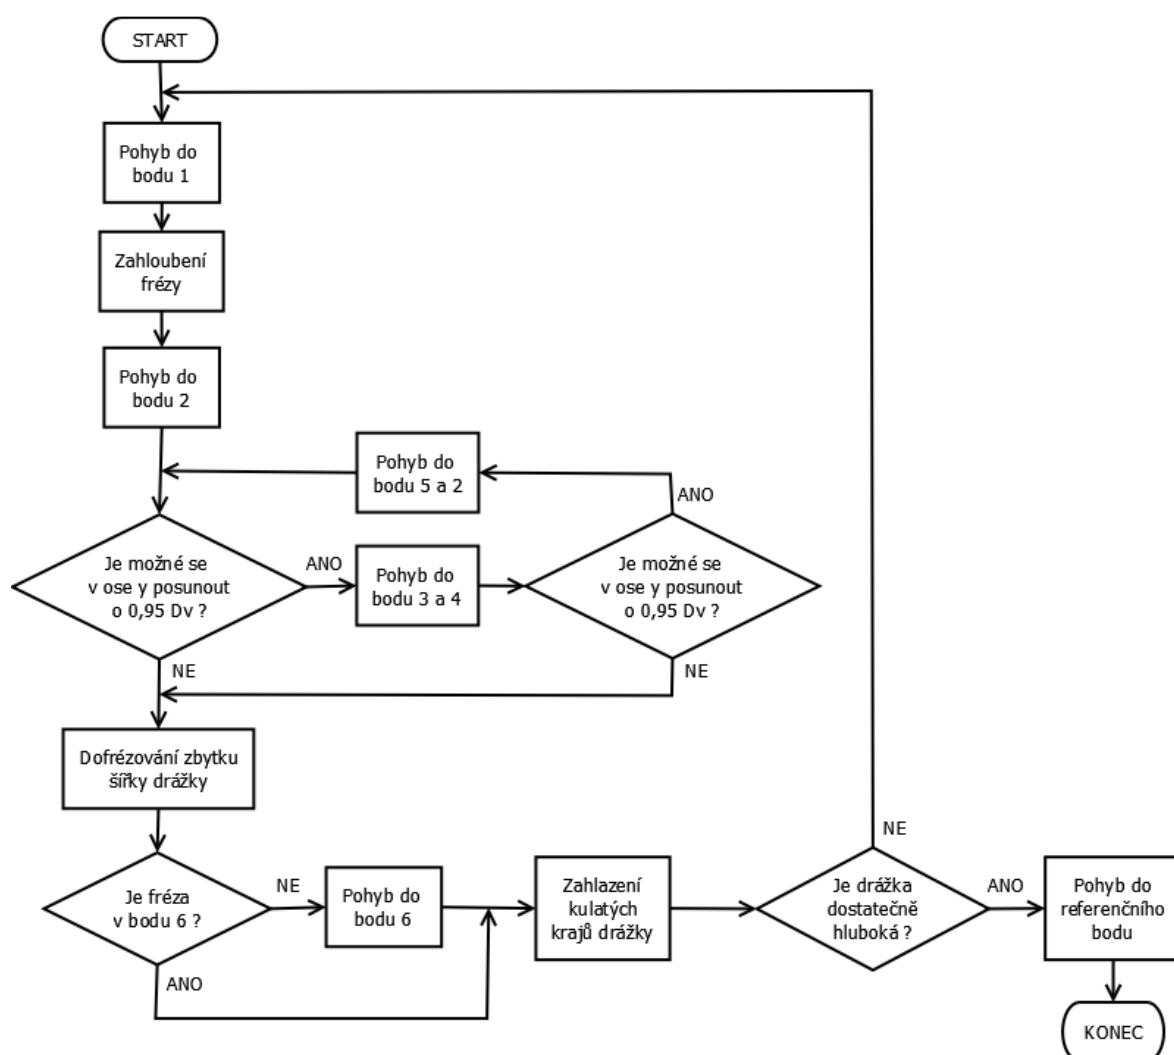 START
Pohyb do
bodu 1
Zahloubení
frézy
Pohyb do
bodu 2
Pohyb do
bodu 5 a 2
ANO
Je možné se
v ose y posunout
o 0,95 Dv ?
ANO
Pohyb do
bodu 3 a 4
Je možné se
v ose y posunout
o 0,95 Dv ?
NE
NE
Dofrézování zbytku
šířky drážky
Je fréza
v bodu 6 ?
NE
Pohyb do
bodu 6
ANO
Zahlazení
kulatých
krajů drážky
NE
Je drážka
dostatečně
hluboká ?
ANO
Pohyb do
referenčního
bodu
KONEC